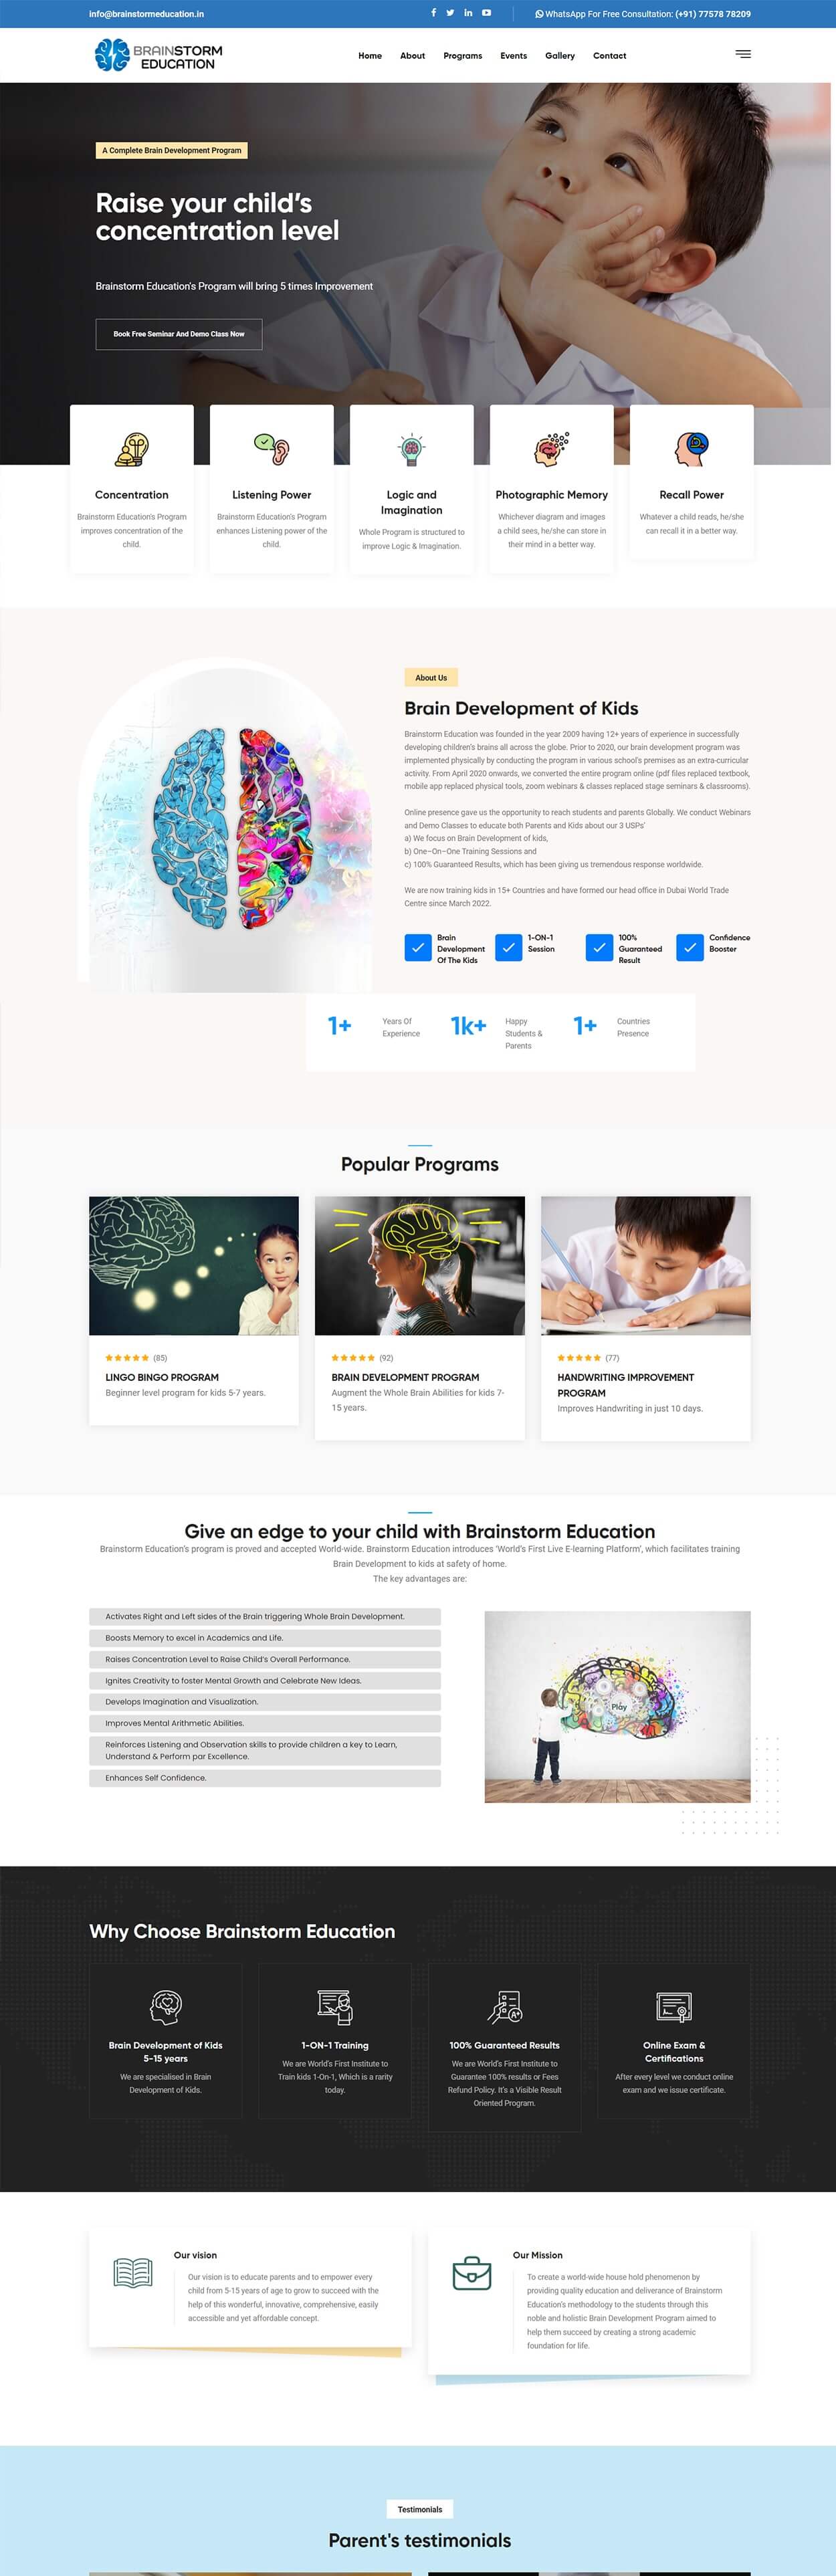 info@brainstormeducation.in
WhatsApp For Free Consultation: (+91) 77578 78209
BRAINSTORM
EDUCATION
Home About Programs Events Gallery Contact
A Complete Brain Development Program
Raise your child's
concentration level
Brainstorm Education's Program will bring 5 times Improvement
Book Free Seminar And Demo Class Now
Concentration
Brainstorm Education's Program
improves concentration of the
child.
Listening Power
Brainstorm Education's Program
enhances Listening power of the
child.
Logic and
Imagination
Whole Program is structured to
improve Logic & Imagination.
Photographic Memory
Whichever diagram and images
a child sees, he/she can store in
their mind in a better way.
Recall Power
Whatever a child reads, he/she
can recall it in a better way.
About Us
Brain Development of Kids
Brainstorm Education was founded in the year 2009 having 12+ years of experience in successfully
developing children's brains all across the globe. Prior to 2020, our brain development program was
implemented physically by conducting the program in various school's premises as an extra-curricular
activity. From April 2020 onwards, we converted the entire program online (pdf files replaced textbook,
mobile app replaced physical tools, zoom webinars & classes replaced stage seminars & classrooms).
Online presence gave us the opportunity to reach students and parents Globally. We conduct Webinars
and Demo Classes to educate both Parents and Kids about our 3 USPs'
a) We focus on Brain Development of kids,
b) One–On–One Training Sessions and
c) 100% Guaranteed Results, which has been giving us tremendous response worldwide.
We are now training kids in 15+ Countries and have formed our head office in Dubai World Trade
Centre since March 2022.
Brain
Development
Of The Kids
1-ON-1
Session
100%
Guaranteed
Result
Confidence
Booster
1+
Years Of
Experience
1k+
Happy
Students &
Parents
1+
Countries
Presence
Popular Programs
(85)
LINGO BINGO PROGRAM
Beginner level program for kids 5-7 years.
(92)
BRAIN DEVELOPMENT PROGRAM
Augment the Whole Brain Abilities for kids 7-
15 years.
(77)
HANDWRITING IMPROVEMENT
PROGRAM
Improves Handwriting in just 10 days.
Give an edge to your child with Brainstorm Education
Brainstorm Education's program is proved and accepted World-wide. Brainstorm Education introduces 'World's First Live E-learning Platform', which facilitates training
Brain Development to kids at safety of home.
The key advantages are:
Activates Right and Left sides of the Brain triggering Whole Brain Development.
Boosts Memory to excel in Academics and Life.
Raises Concentration Level to Raise Child's Overall Performance.
Ignites Creativity to foster Mental Growth and Celebrate New Ideas.
Develops Imagination and Visualization.
Improves Mental Arithmetic Abilities.
Reinforces Listening and Observation skills to provide children a key to Learn,
Understand & Perform par Excellence.
Enhances Self Confidence.
Play
Why Choose Brainstorm Education
Brain Development of Kids
5-15 years
We are specialised in Brain
Development of Kids.
1-ON-1 Training
We are World's First Institute to
Train kids 1-On-1, Which is a rarity
today.
100% Guaranteed Results
We are World's First Institute to
Guarantee 100% results or Fees
Refund Policy. It's a Visible Result
Oriented Program.
Online Exam &
Certifications
After every level we conduct online
exam and we issue certificate.
Our vision
Our vision is to educate parents and to empower every
child from 5-15 years of age to grow to succeed with the
help of this wonderful, innovative, comprehensive, easily
accessible and yet affordable concept.
Our Mission
To create a world-wide house hold phenomenon by
providing quality education and deliverance of Brainstorm
Education's methodology to the students through this
noble and holistic Brain Development Program aimed to
help them succeed by creating a strong academic
foundation for life.
Testimonials
Parent's testimonials